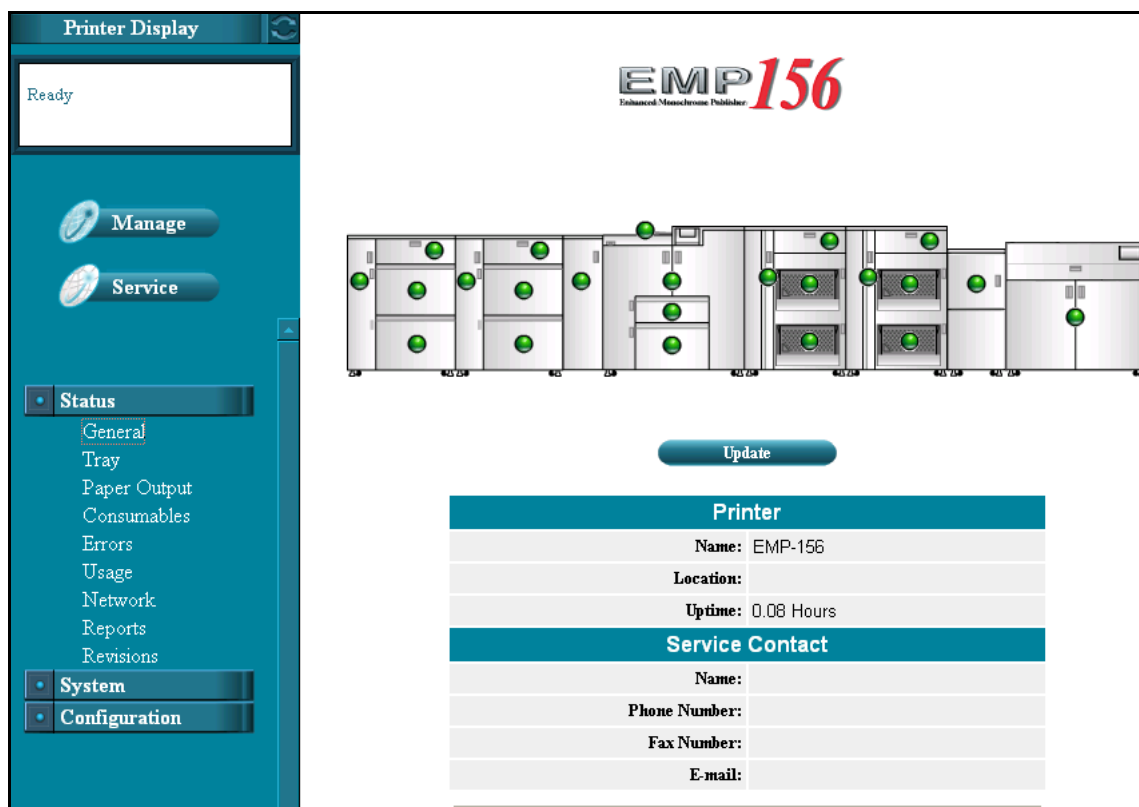 Printer Display
Ready
Manage
Service
Status
General
Tray
Paper Output
Consumables
Errors
Usage
Network
Reports
Revisions
System
Configuration
EMP156
Enhanced Monochrome Publisher
Update
Printer
Name: EMP-156
Location:
Uptime: 0.08 Hours
Service Contact
Name:
Phone Number:
Fax Number:
E-mail: